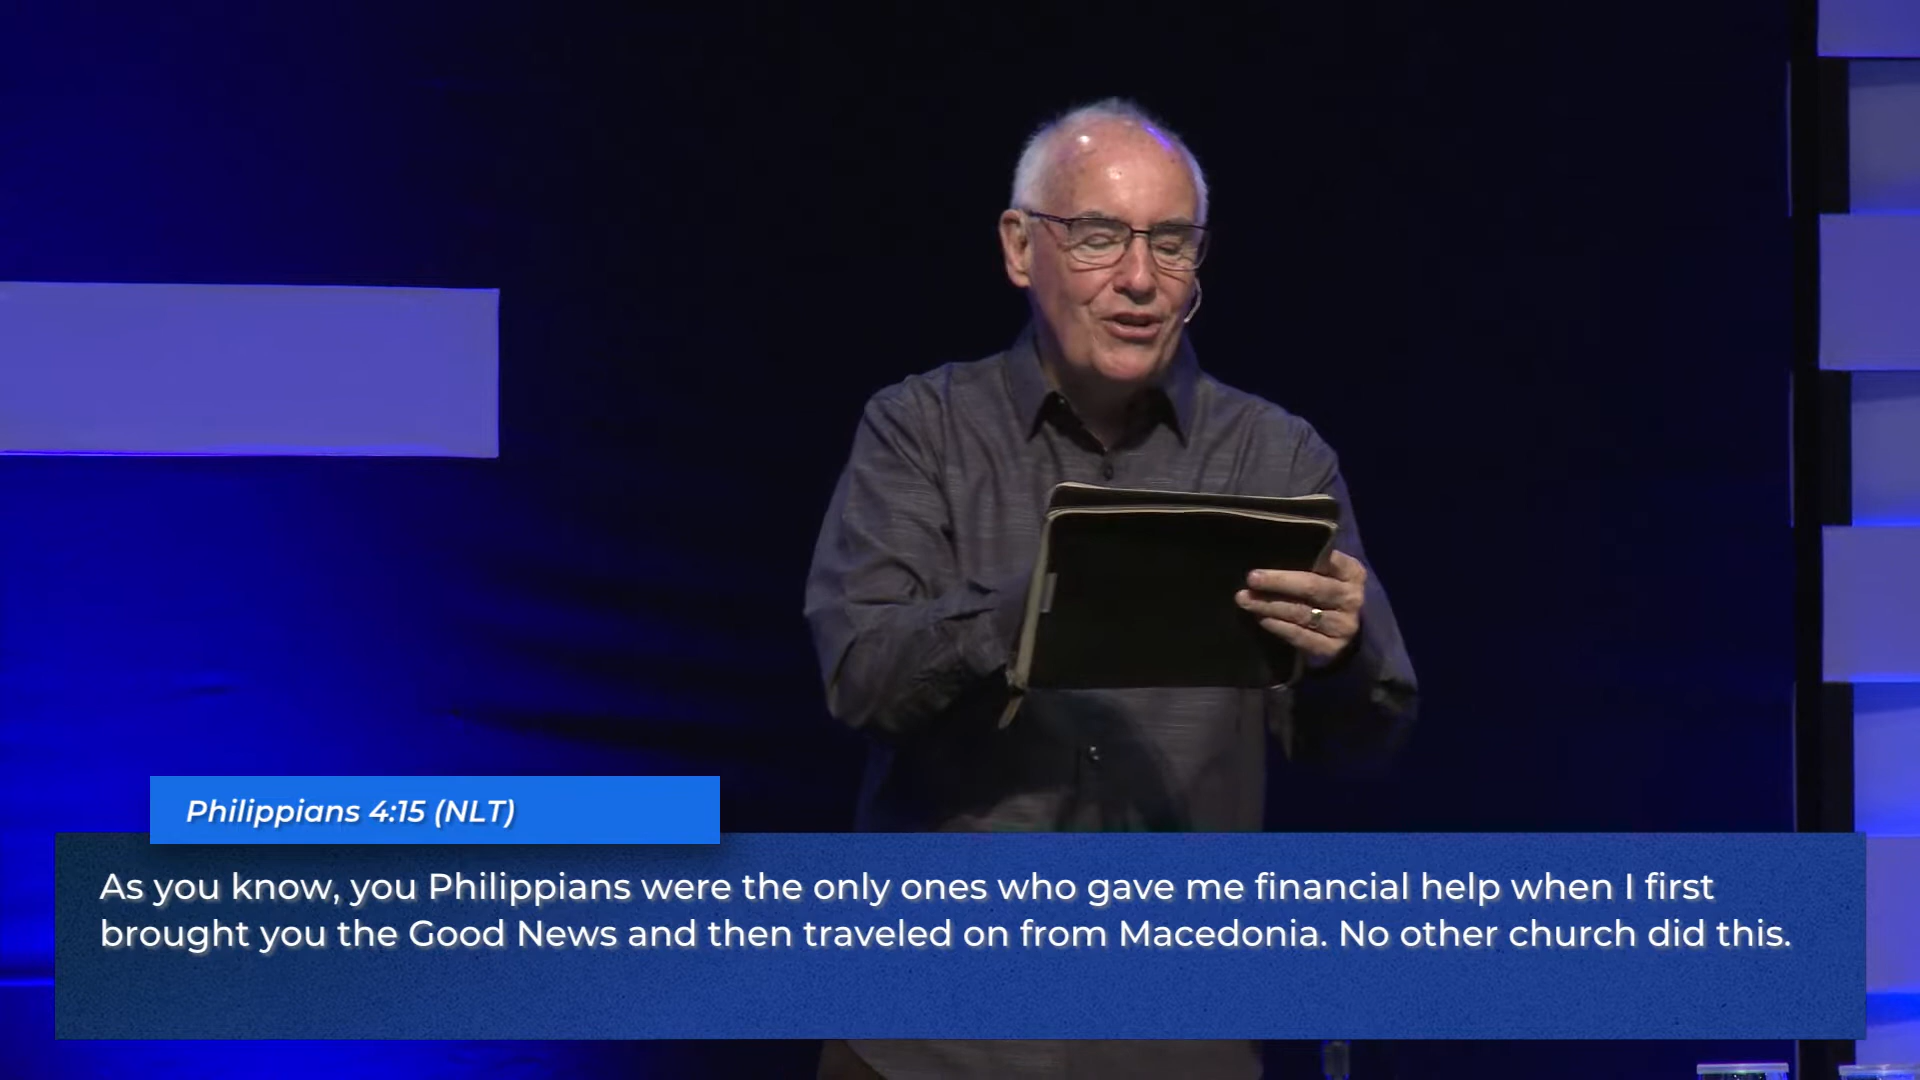 Philippians 4:15 (NLT)
As you know, you Philippians were the only ones who gave me financial help when I first
brought you the Good News and then traveled on from Macedonia. No other church did this.